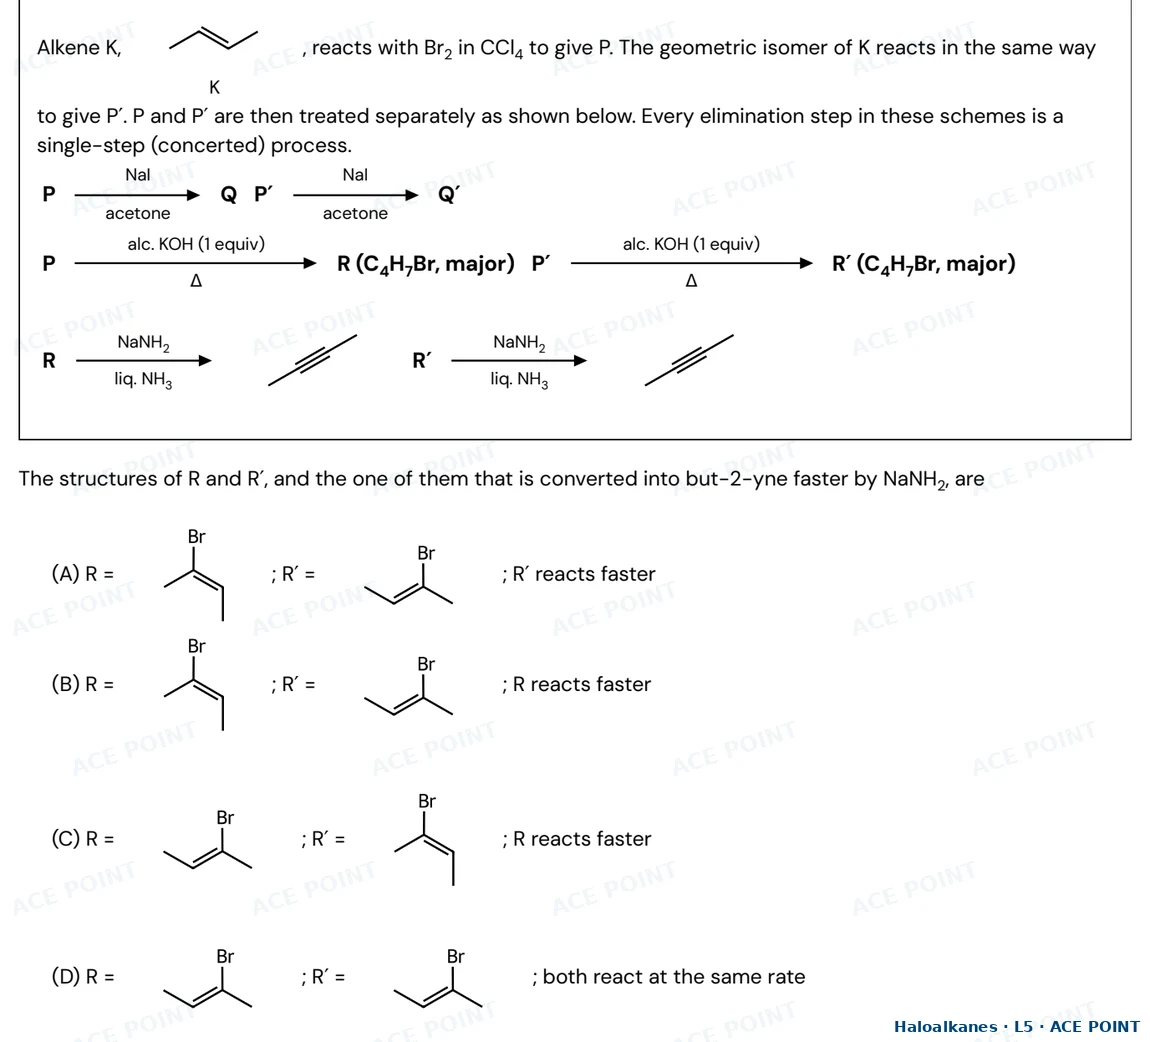 Alkene K, , reacts with Br₂ in CCl₄ to give P. The geometric isomer of K reacts in the same way
K
to give P′. P and P′ are then treated separately as shown below. Every elimination step in these schemes is a
single-step (concerted) process.
P NaI acetone Q P′ NaI acetone Q′
P alc. KOH (1 equiv) Δ R (C₄H₇Br, major) P′ alc. KOH (1 equiv) Δ R′ (C₄H₇Br, major)
R NaNH₂ liq. NH₃ R′ NaNH₂ liq. NH₃
The structures of R and R′, and the one of them that is converted into but-2-yne faster by NaNH₂, are
(A) R = Br ; R′ = Br ; R′ reacts faster
(B) R = Br ; R′ = Br ; R reacts faster
(C) R = Br ; R′ = Br ; R reacts faster
(D) R = Br ; R′ = Br ; both react at the same rate
Haloalkanes · L5 · ACE POINT